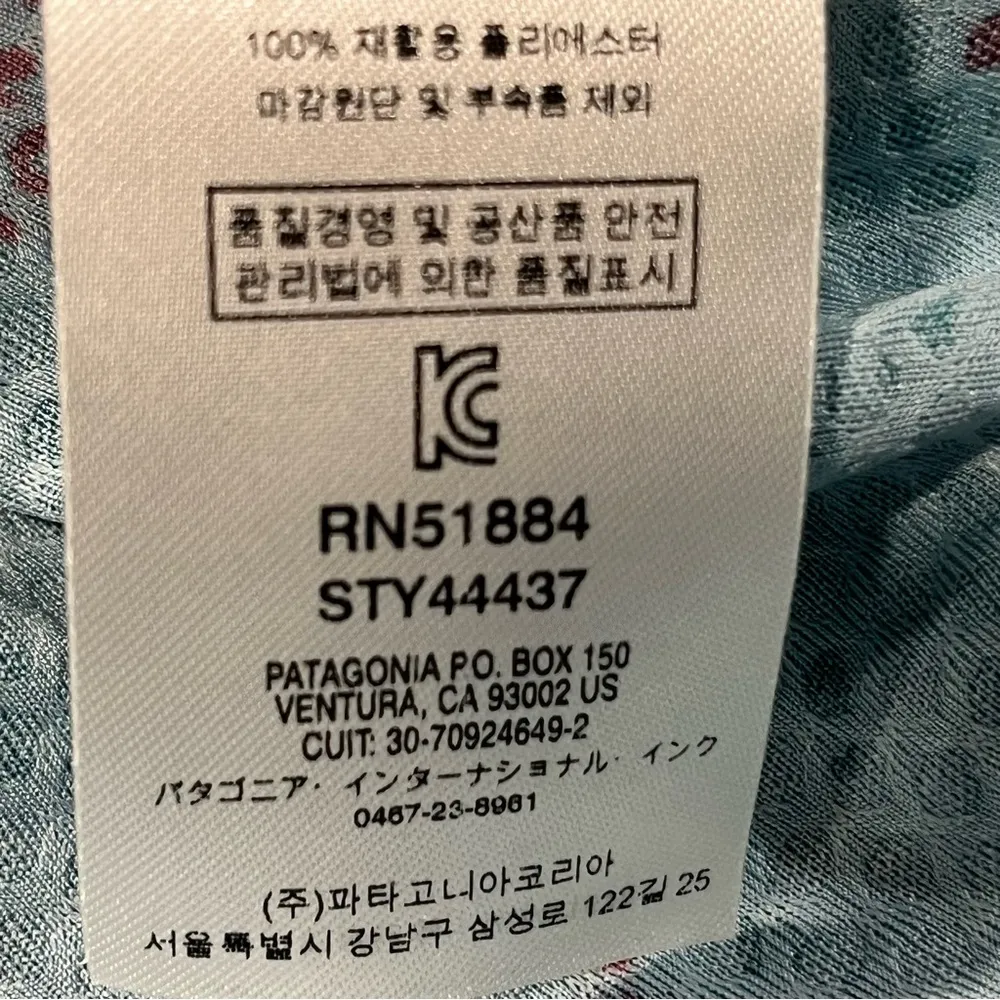 100% 재활용 폴리에스터
마감원단 및 부속품 제외
품질경영 및 공산품 안전
관리법에 의한 품질표시
KC
RN51884
STY44437
PATAGONIA P.O. BOX 150
VENTURA, CA 93002 US
CUIT: 30-70924649-2
パタゴニア・インターナショナル・インク
0467-23-8961
(주)파타고니아코리아
서울특별시 강남구 삼성로 122길 25